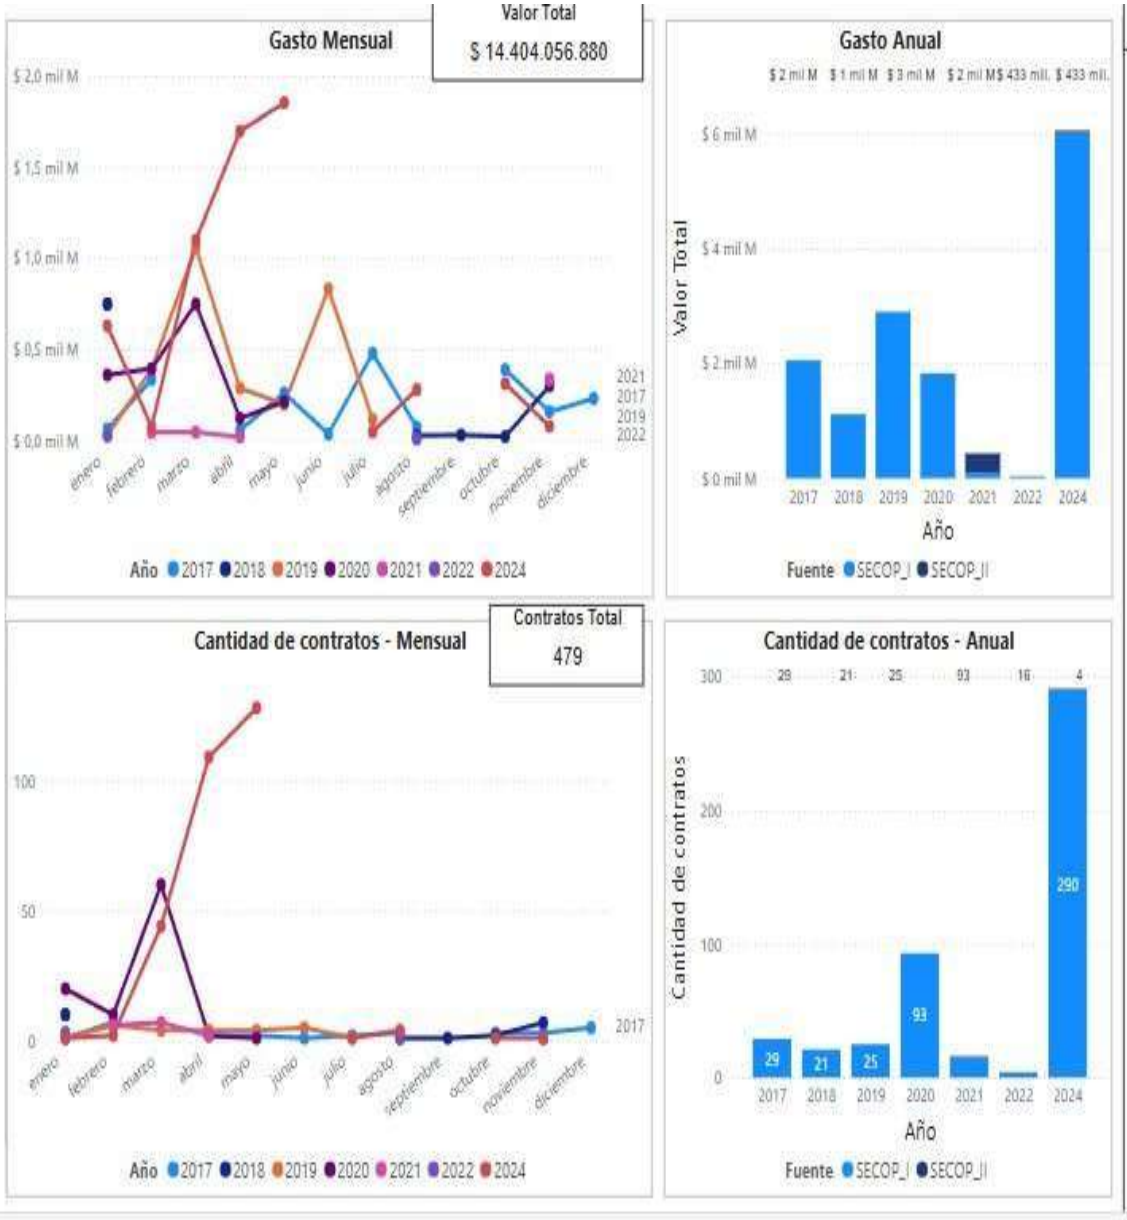 Valor Total
$ 14.404.056.880
Gasto Mensual
$ 2,0 mil M
$ 1,5 mil M
$ 1,0 mil M
$ 0,5 mil M
$ 0,0 mil M
2021
2017
2019
2022
enero
febrero
marzo
abril
mayo
junio
julio
agosto
septiembre
octubre
noviembre
diciembre
Año 2017 2018 2019 2020 2021 2022 2024
Gasto Anual
$ 2 mil M $ 1 mil M $ 3 mil M $ 2 mil M $ 433 mill. $ 433 mill.
$ 6 mil M
$ 4 mil M
$ 2 mil M
$ 0 mil M
Valor Total
2017 2018 2019 2020 2021 2022 2024
Año
Fuente SECOP_I SECOP_II
Contratos Total
479
Cantidad de contratos - Mensual
100
50
0
2017
enero
febrero
marzo
abril
mayo
junio
julio
agosto
septiembre
octubre
noviembre
diciembre
Año 2017 2018 2019 2020 2021 2022 2024
Cantidad de contratos - Anual
29 21 25 93 16 4
300
200
100
0
Cantidad de contratos
29 21 25 93 290
2017 2018 2019 2020 2021 2022 2024
Año
Fuente SECOP_I SECOP_II